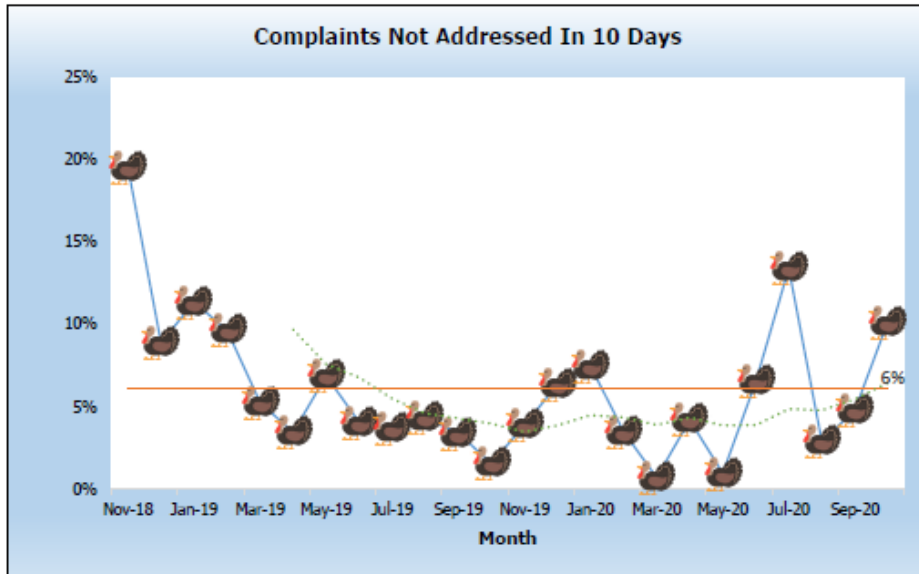 Complaints Not Addressed In 10 Days
25%
20%
15%
10%
5%
0%
6%
Nov-18 Jan-19 Mar-19 May-19 Jul-19 Sep-19 Nov-19 Jan-20 Mar-20 May-20 Jul-20 Sep-20
Month